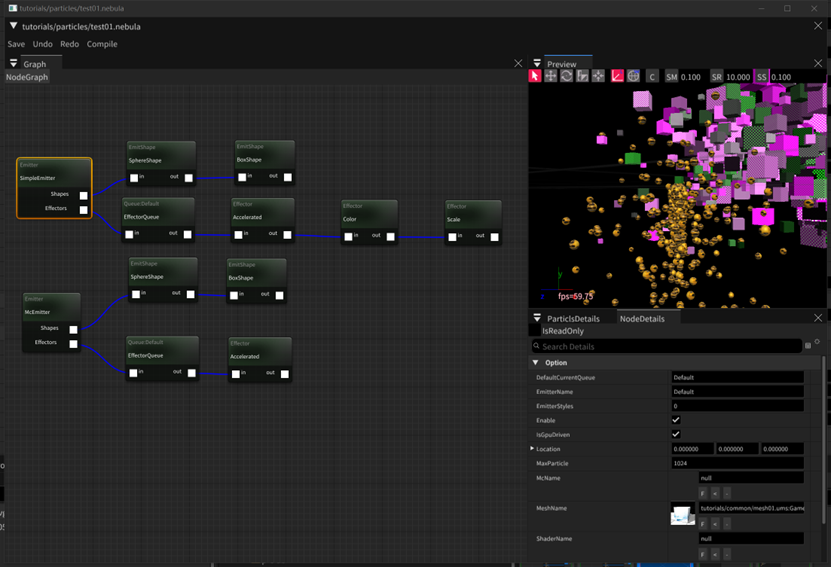 tutorials/particles/test01.nebula
tutorials/particles/test01.nebula
Save Undo Redo Compile
Graph
NodeGraph
Emitter
SimpleEmitter
Shapes
Effectors
EmitShape
SphereShape
in out
EmitShape
BoxShape
in out
Queue:Default
EffectorQueue
in out
Effector
Accelerated
in out
Effector
Color
in out
Effector
Scale
in out
Emitter
McEmitter
Shapes
Effectors
EmitShape
SphereShape
in out
EmitShape
BoxShape
in out
Queue:Default
EffectorQueue
in out
Effector
Accelerated
in out
Preview
C SM 0.100 SR 10.000 SS 0.100
y
z
fps=59.75
ParticlsDetails NodeDetails
IsReadOnly
Search Details
Option
DefaultCurrentQueue Default
EmitterName Default
EmitterStyles 0
Enable
IsGpuDriven
Location 0.000000 0.000000 0.000000
MaxParticle 1024
McName null
F < -
MeshName tutorials/common/mesh01.ums:Game
F < -
ShaderName null
F < -